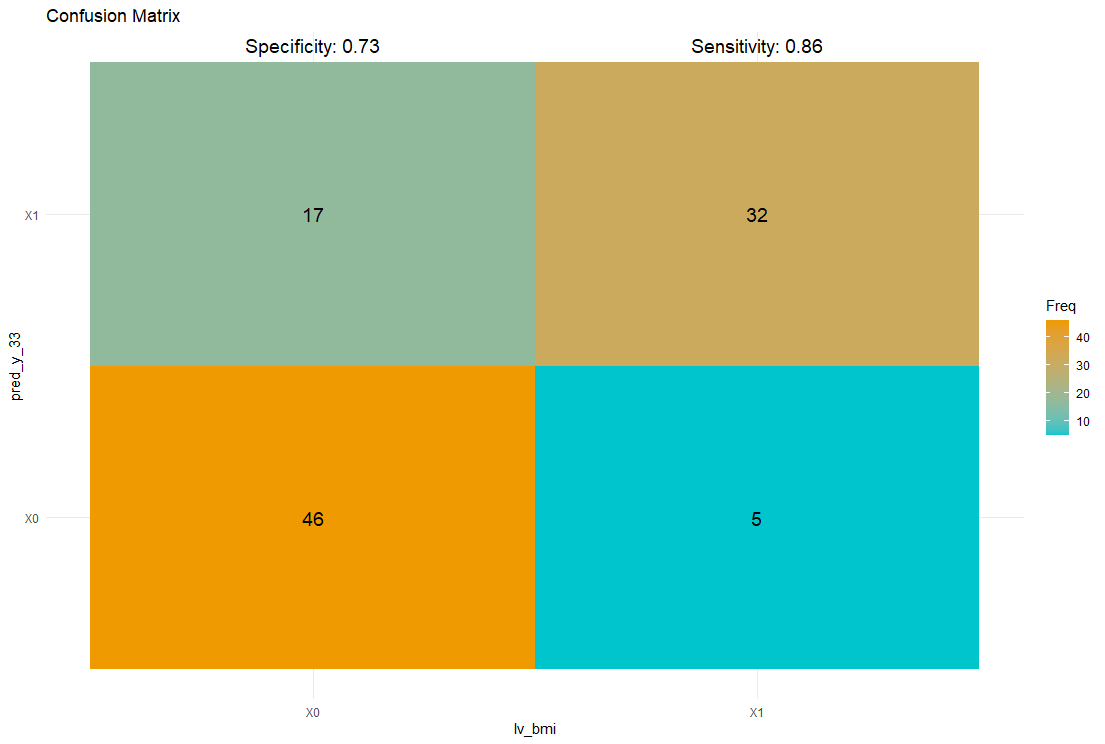 Confusion Matrix
Specificity: 0.73
Sensitivity: 0.86
X1
17
32
pred_y_33
X0
46
5
X0
X1
lv_bmi
Freq
40
30
20
10